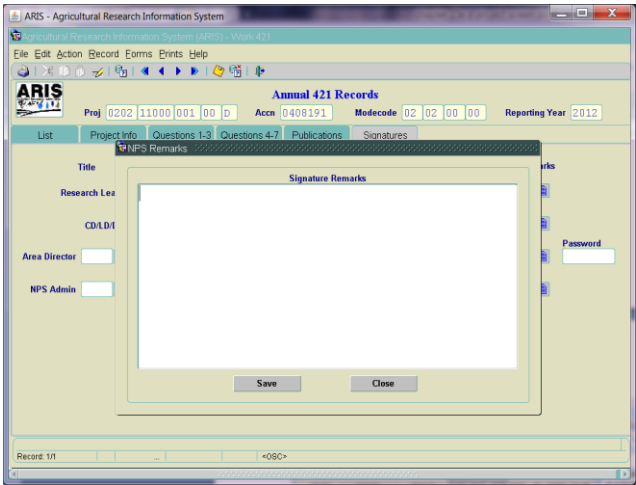 ARIS - Agricultural Research Information System
Agricultural Research Information System (ARIS) - Work 421
File Edit Action Record Forms Prints Help
ARIS
Annual 421 Records
Proj 0202 11000 001 00 D Accn 0408191 Modecode 02 02 00 00 Reporting Year 2012
List Project Info Questions 1-3 Questions 4-7 Publications Signatures
NPS Remarks
Title
Signature Remarks
Research Lea
CD/LD/
Password
Area Director
NPS Admin
Save Close
Record: 1/1 ... <OSC>